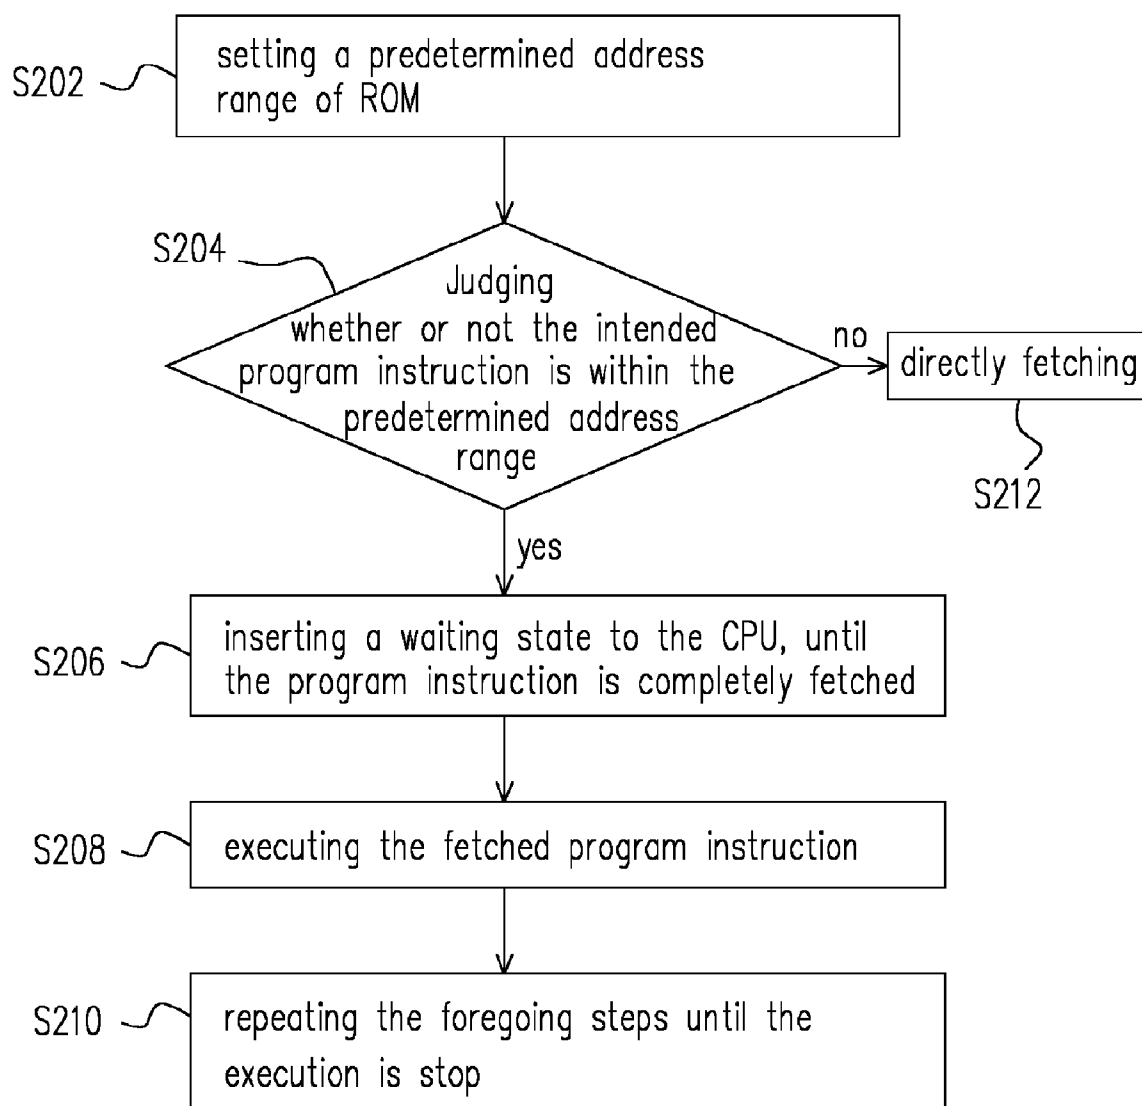 S202
setting a predetermined address
range of ROM
S204
Judging
whether or not the intended
program instruction is within the
predetermined address
range
no
directly fetching
S212
yes
S206
inserting a waiting state to the CPU, until
the program instruction is completely fetched
S208
executing the fetched program instruction
S210
repeating the foregoing steps until the
execution is stop